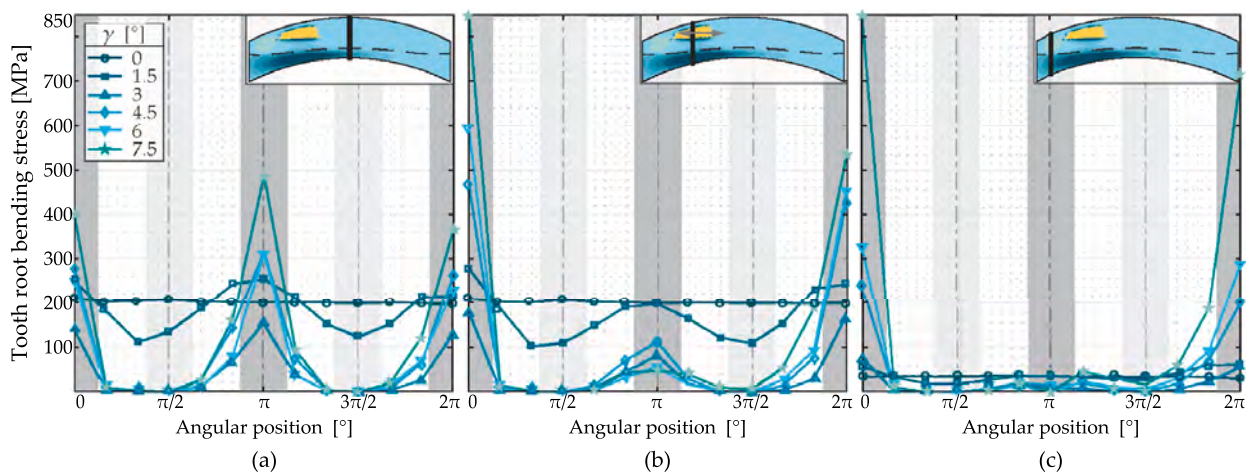 Tooth root bending stress [MPa]
850
700
600
500
400
300
200
100
γ [°]
0
1.5
3
4.5
6
7.5
0 π/2 π 3π/2 2π
0 π/2 π 3π/2 2π
0 π/2 π 3π/2 2π
Angular position [°]
Angular position [°]
Angular position [°]
(a)
(b)
(c)